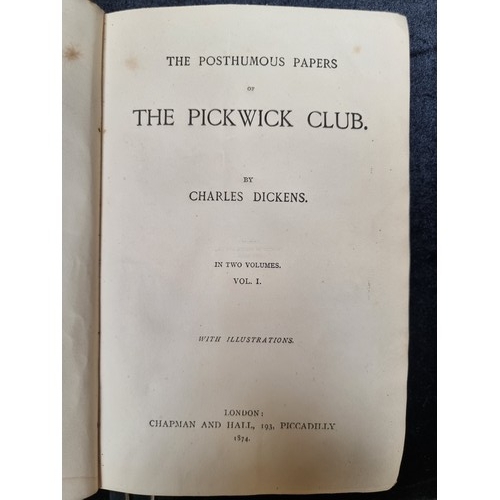 THE POSTHUMOUS PAPERS
OF
THE PICKWICK CLUB.
BY
CHARLES DICKENS.
IN TWO VOLUMES.
VOL. I.
WITH ILLUSTRATIONS.
LONDON:
CHAPMAN AND HALL, 193, PICCADILLY
1874.